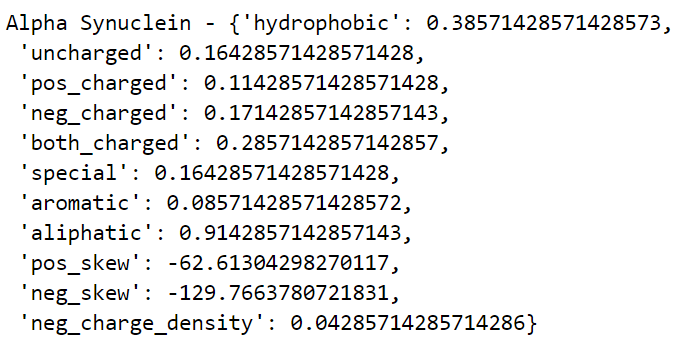 Alpha Synuclein - {'hydrophobic': 0.38571428571428573,
'uncharged': 0.16428571428571428,
'pos_charged': 0.11428571428571428,
'neg_charged': 0.17142857142857143,
'both_charged': 0.2857142857142857,
'special': 0.16428571428571428,
'aromatic': 0.08571428571428572,
'aliphatic': 0.9142857142857143,
'pos_skew': -62.61304298270117,
'neg_skew': -129.7663780721831,
'neg_charge_density': 0.04285714285714286}